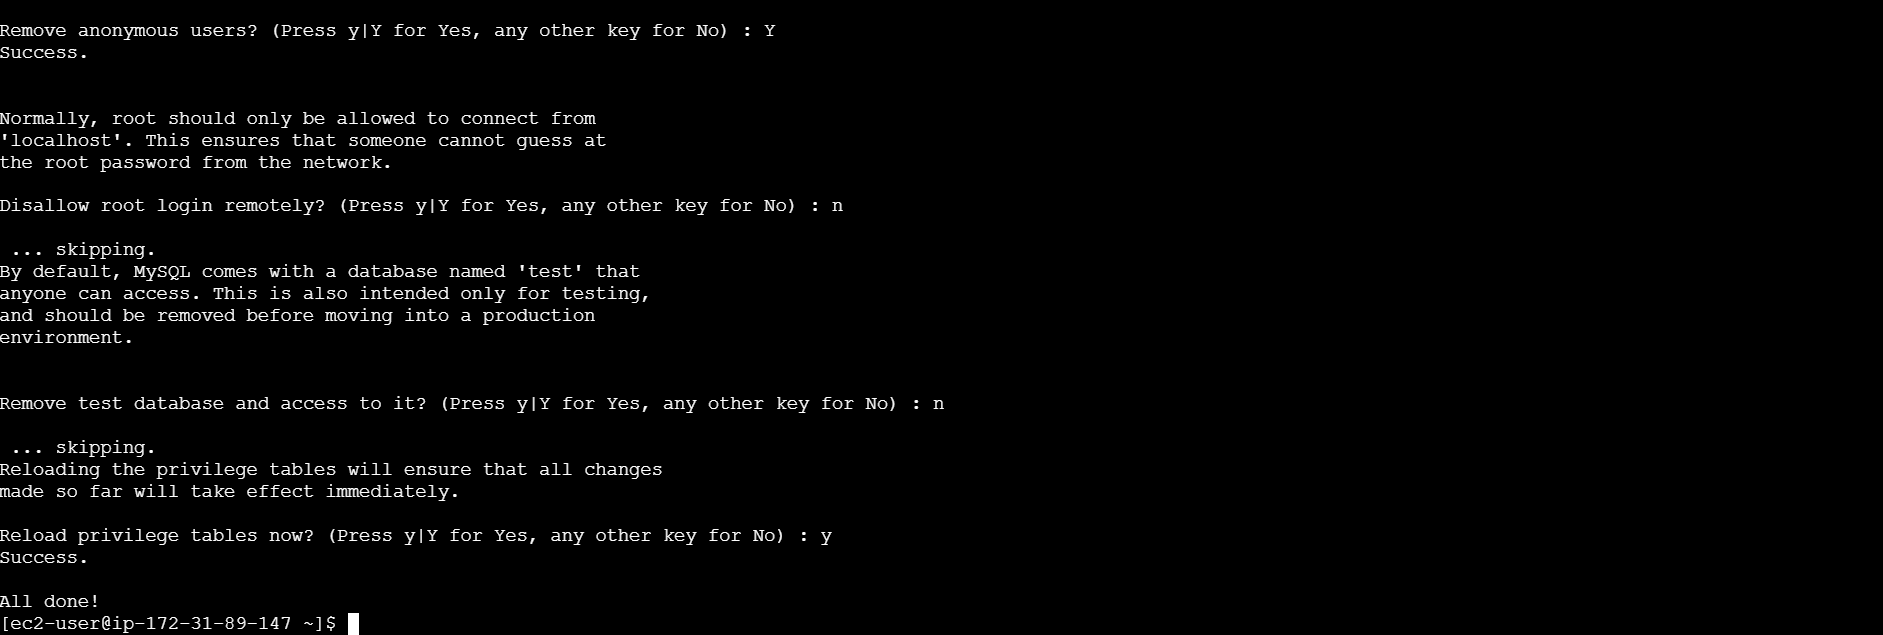 Remove anonymous users? (Press y|Y for Yes, any other key for No) : Y
Success.
Normally, root should only be allowed to connect from
'localhost'. This ensures that someone cannot guess at
the root password from the network.
Disallow root login remotely? (Press y|Y for Yes, any other key for No) : n
 ... skipping.
By default, MySQL comes with a database named 'test' that
anyone can access. This is also intended only for testing,
and should be removed before moving into a production
environment.
Remove test database and access to it? (Press y|Y for Yes, any other key for No) : n
 ... skipping.
Reloading the privilege tables will ensure that all changes
made so far will take effect immediately.
Reload privilege tables now? (Press y|Y for Yes, any other key for No) : y
Success.
All done!
[ec2-user@ip-172-31-89-147 ~]$